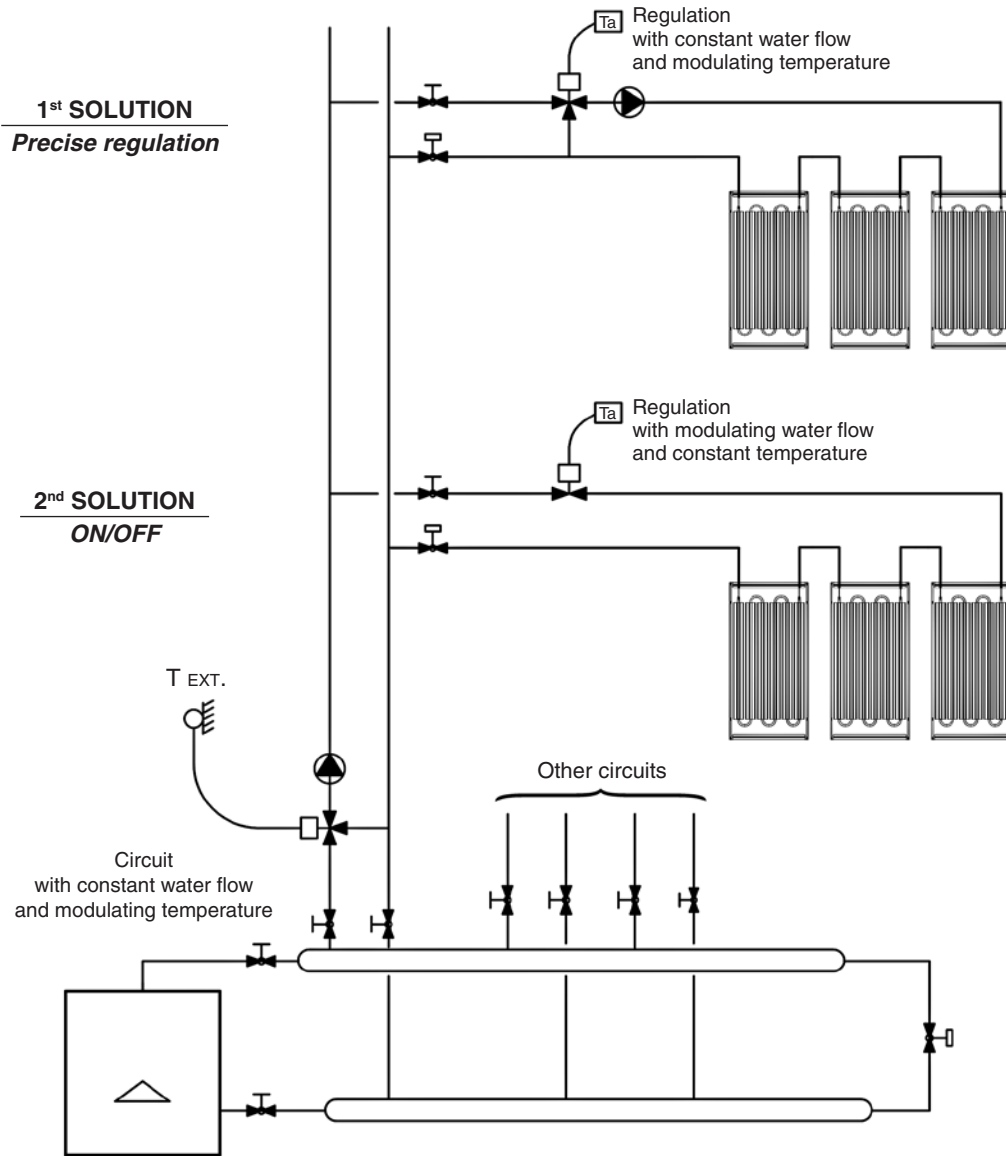 Ta
Regulation
with constant water flow
and modulating temperature
1st SOLUTION
Precise regulation
Ta
Regulation
with modulating water flow
and constant temperature
2nd SOLUTION
ON/OFF
T EXT.
Other circuits
Circuit
with constant water flow
and modulating temperature